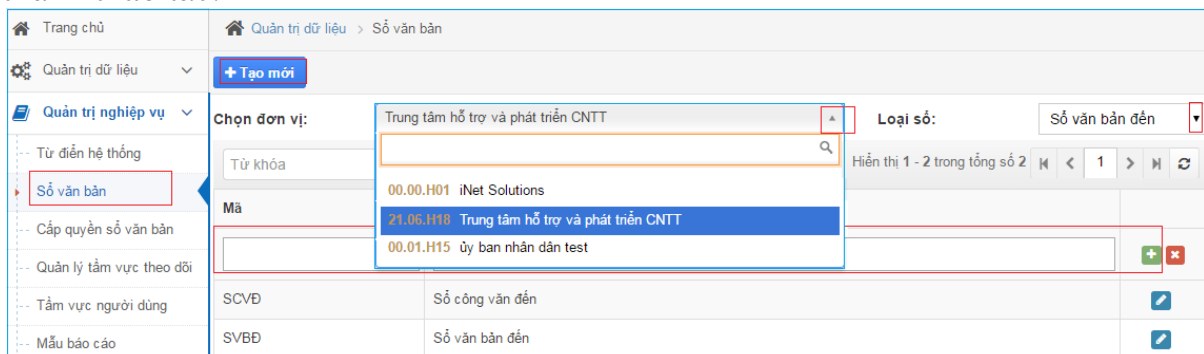 Trang chủ
Quản trị dữ liệu > Sổ văn bản
Quản trị dữ liệu
+ Tạo mới
Quản trị nghiệp vụ
Chọn đơn vị:
Trung tâm hỗ trợ và phát triển CNTT
Loại sổ:
Sổ văn bản đến
Từ điển hệ thống
Từ khóa
Hiển thị 1 - 2 trong tổng số 2
1
Sổ văn bản
00.00.H01 iNet Solutions
Mã
21.06.H18 Trung tâm hỗ trợ và phát triển CNTT
Cấp quyền sổ văn bản
00.01.H15 ủy ban nhân dân test
Quản lý tầm vực theo dõi
Tầm vực người dùng
SCVĐ
Sổ công văn đến
Mẫu báo cáo
SVBĐ
Sổ văn bản đến